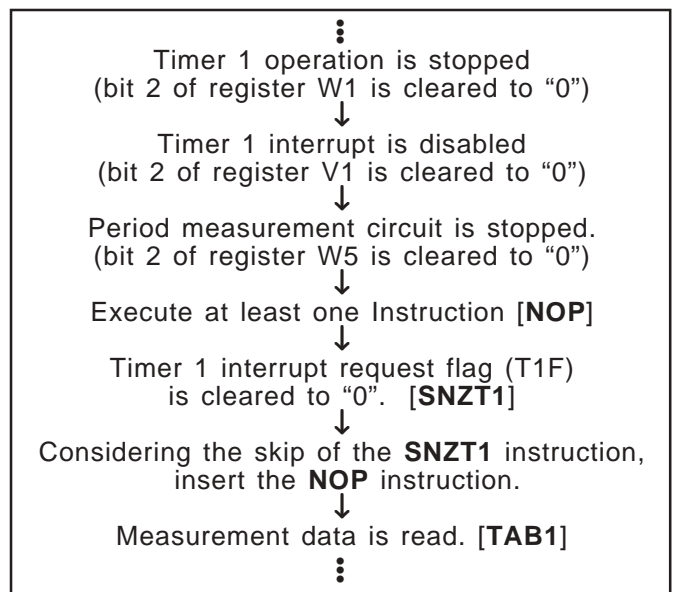 Timer 1 operation is stopped
(bit 2 of register W1 is cleared to “0”)
↓
Timer 1 interrupt is disabled
(bit 2 of register V1 is cleared to “0”)
↓
Period measurement circuit is stopped.
(bit 2 of register W5 is cleared to “0”)
↓
Execute at least one Instruction [NOP]
↓
Timer 1 interrupt request flag (T1F)
is cleared to “0”. [SNZT1]
↓
Considering the skip of the SNZT1 instruction,
insert the NOP instruction.
↓
Measurement data is read. [TAB1]